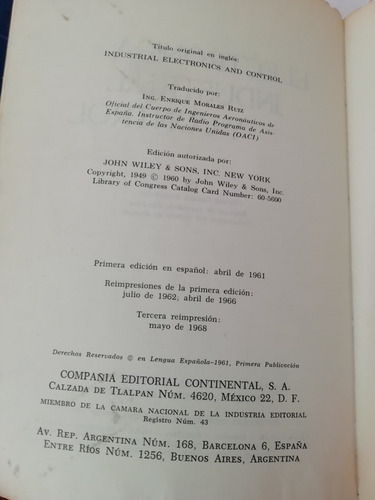 Título original en inglés:
INDUSTRIAL ELECTRONICS AND CONTROL
Traducido por:
ING. ENRIQUE MORALES RUIZ
Oficial del Cuerpo de Ingenieros Aeronáuticos de
España. Instructor de Radio Programa de Asis-
tencia de las Naciones Unidas (OACI)
Edición autorizada por:
JOHN WILEY & SONS, INC. NEW YORK
Copyright, 1949 © 1960 by John Wiley & Sons, Inc.
Library of Congress Catalog Card Number: 60-5600
Primera edición en español: abril de 1961
Reimpresiones de la primera edición:
julio de 1962; abril de 1966
Tercera reimpresión:
mayo de 1968
Derechos Reservados © en Lengua Española-1961, Primera Publicación
COMPAÑIA EDITORIAL CONTINENTAL, S. A.
CALZADA DE TLALPAN NÚM. 4620, MÉXICO 22, D. F.
MIEMBRO DE LA CAMARA NACIONAL DE LA INDUSTRIA EDITORIAL
Registro Núm. 43
AV. REP. ARGENTINA NÚM. 168, BARCELONA 6, ESPAÑA
ENTRE RÍOS NÚM. 1256, BUENOS AIRES, ARGENTINA